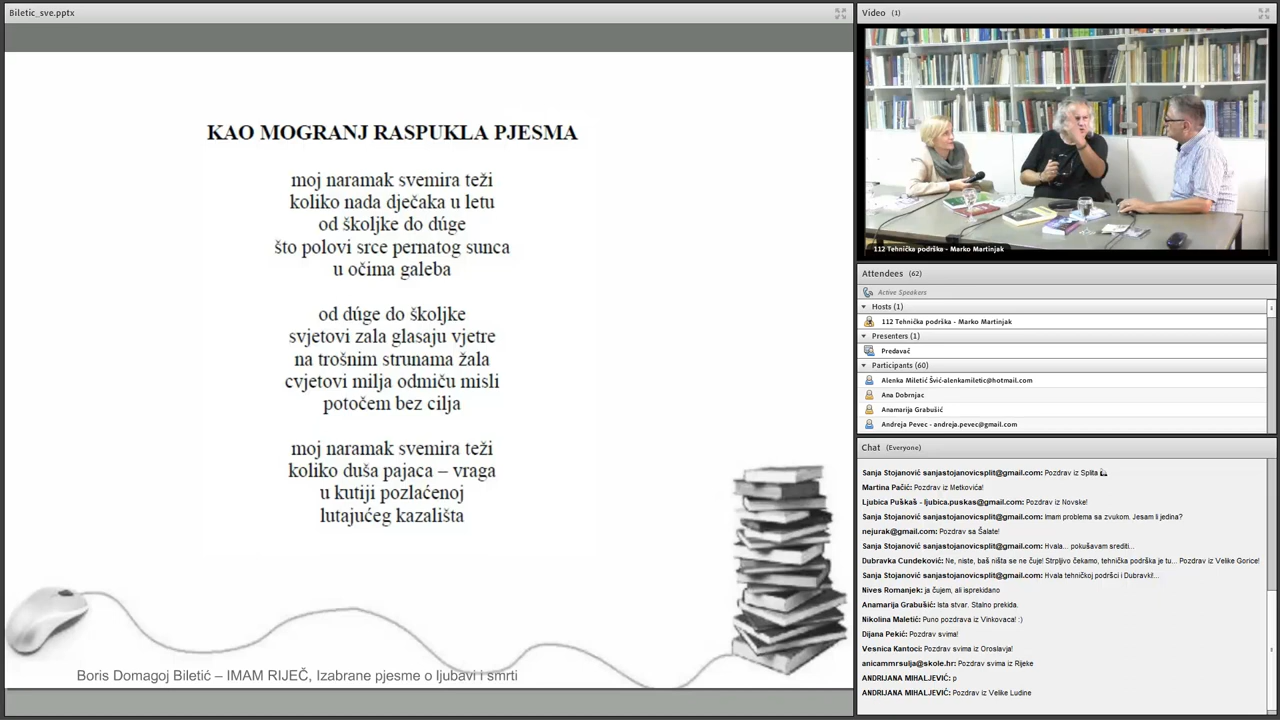 Biletic_sve.pptx
KAO MOGRANJ RASPUKLA PJESMA
moj naramak svemira teži
koliko nada dječaka u letu
od školjke do dúge
što polovi srce pernatog sunca
u očima galeba
od dúge do školjke
svjetovi zala glasaju vjetre
na trošnim strunama žala
cvjetovi milja odmiču misli
potočem bez cilja
moj naramak svemira teži
koliko duša pajaca – vraga
u kutiji pozlaćenoj
lutajućeg kazališta
Boris Domagoj Biletić – IMAM RIJEČ, Izabrane pjesme o ljubavi i smrti
Video (1)
112 Tehnička podrška - Marko Martinjak
Attendees (62)
Active Speakers
Hosts (1)
112 Tehnička podrška - Marko Martinjak
Presenters (1)
Predavač
Participants (60)
Alenka Miletić Švić-alenkamiletic@hotmail.com
Ana Dobrnjac
Anamarija Grabušić
Andreja Pevec - andreja.pevec@gmail.com
Chat (Everyone)
Sanja Stojanović sanjastojanovicsplit@gmail.com: Pozdrav iz Splita
Martina Pačić: Pozdrav iz Metkovića!
Ljubica Puškaš - ljubica.puskas@gmail.com: Pozdrav iz Novske!
Sanja Stojanović sanjastojanovicsplit@gmail.com: Imam problema sa zvukom. Jesam li jedina?
nejurak@gmail.com: Pozdrav sa Šalate!
Sanja Stojanović sanjastojanovicsplit@gmail.com: Hvala... pokušavam srediti...
Dubravka Cundeković: Ne, niste, baš ništa se ne čuje! Strpljivo čekamo, tehnička podrška je tu... Pozdrav iz Velike Gorice!
Sanja Stojanović sanjastojanovicsplit@gmail.com: Hvala tehničkoj podršci i Dubravki!...
Nives Romanjek: ja čujem, ali isprekidano
Anamarija Grabušić: Ista stvar. Stalno prekida.
Nikolina Maletić: Puno pozdrava iz Vinkovaca! :)
Dijana Pekić: Pozdrav svima!
Vesnica Kantoci: Pozdrav svima iz Oroslavja!
anicammrsulja@skole.hr: Pozdrav svima iz Rijeke
ANDRIJANA MIHALJEVIĆ: p
ANDRIJANA MIHALJEVIĆ: Pozdrav iz Velike Ludine